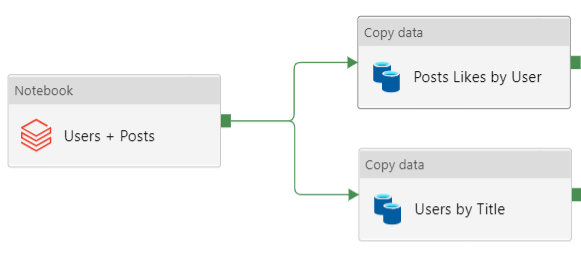 Copy data
Posts Likes by User
Notebook
Users + Posts
Copy data
Users by Title